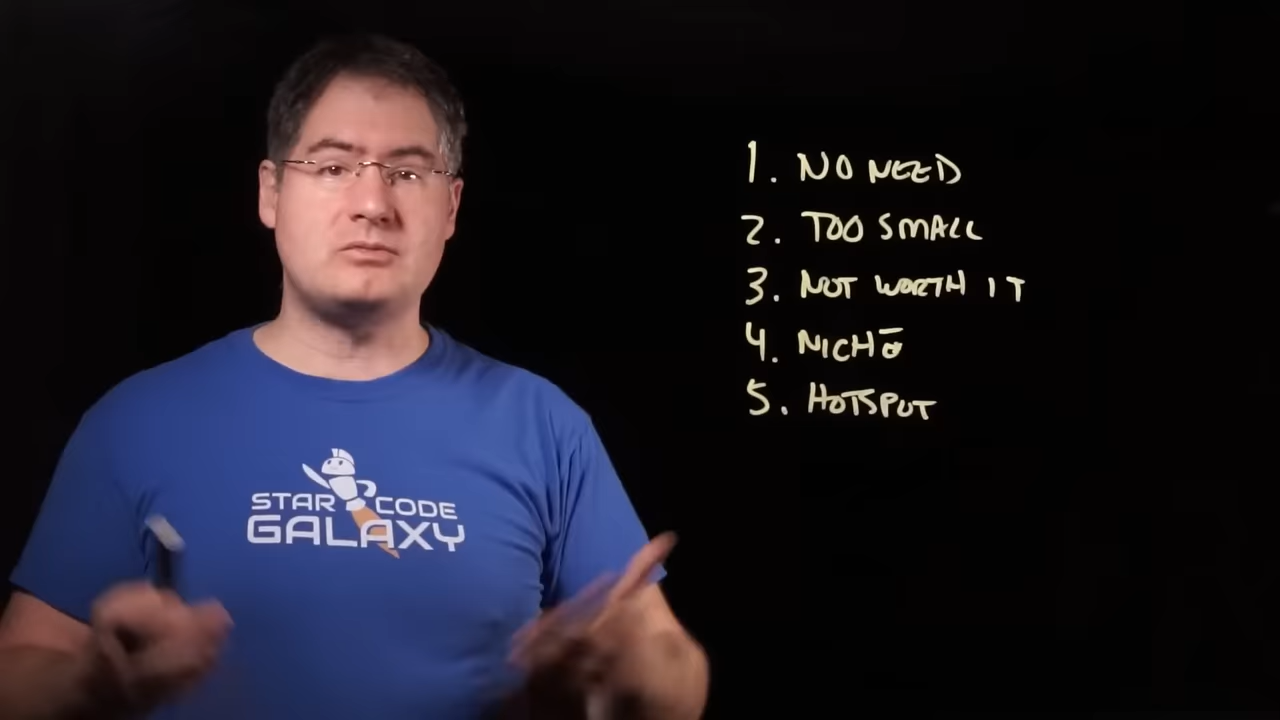 STAR CODE
GALAXY
1. NO NEED
2. TOO SMALL
3. NOT WORTH IT
4. NICHE
5. HOTSPOT